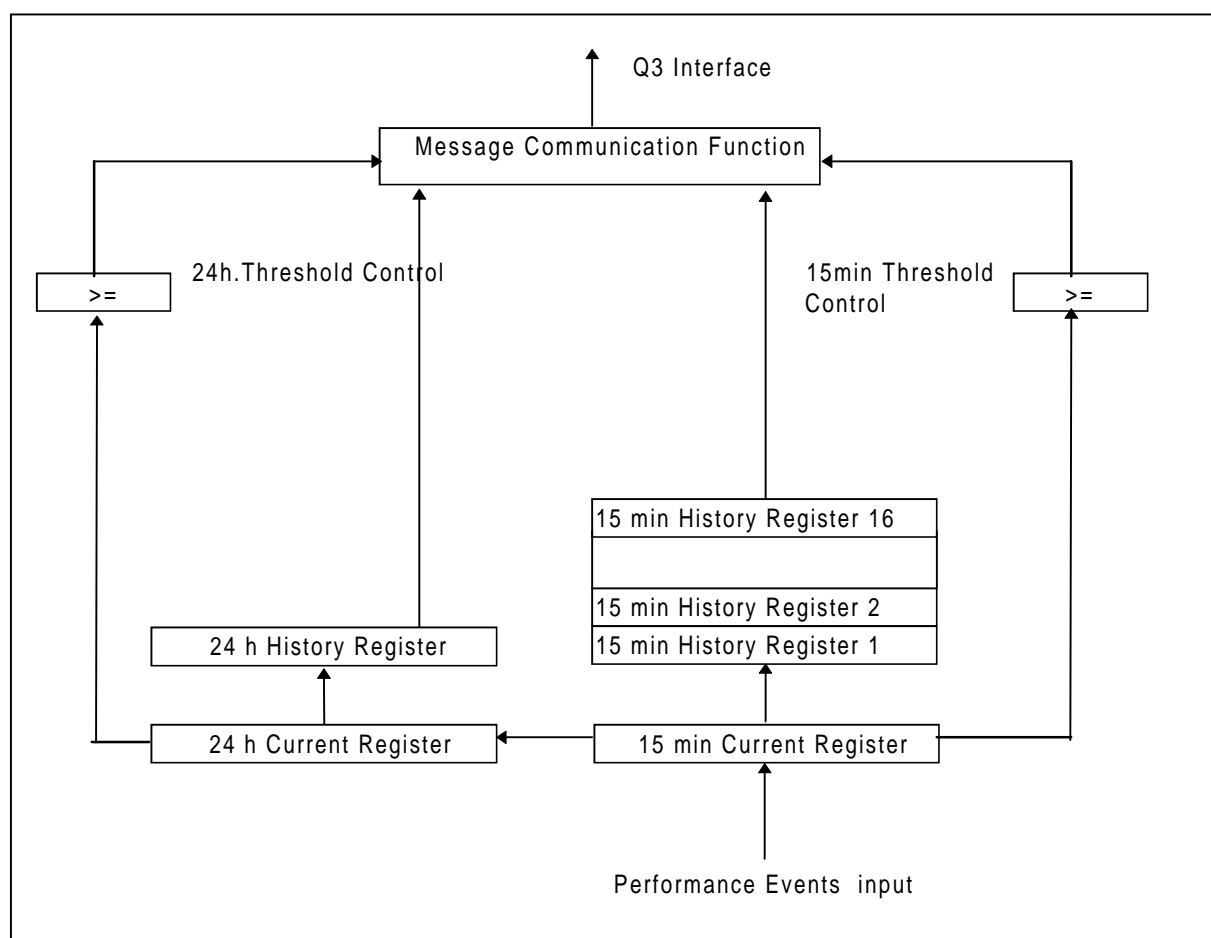 Q3 Interface
Message Communication Function
24h.Threshold Control
15min Threshold
Control
>=
>=
15 min History Register 16
15 min History Register 2
24 h History Register
15 min History Register 1
24 h Current Register
15 min Current Register
Performance Events input